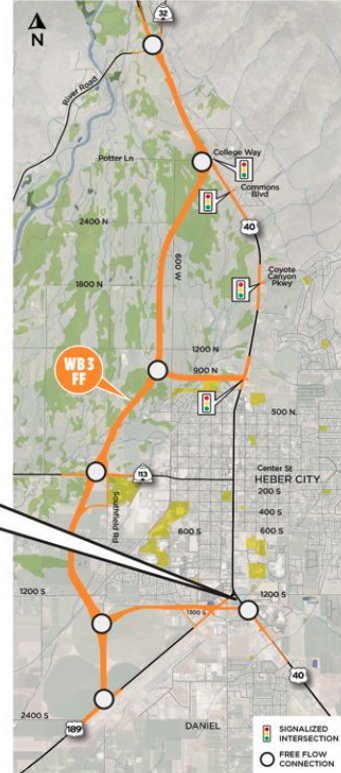 32
N
River Road
College Way
Potter Ln
Commons
Blvd
2400 N
40
600 W
Coyote
Canyon
Pkwy
1800 N
1200 N
900 N
WB3
FF
500 N.
Center St
113
HEBER CITY
200 S
Southfield Rd
400 S
600 S
600 S
1200 S
1200 S
1300 S
40
2400 S
189
DANIEL
SIGNALIZED
INTERSECTION
FREE FLOW
CONNECTION